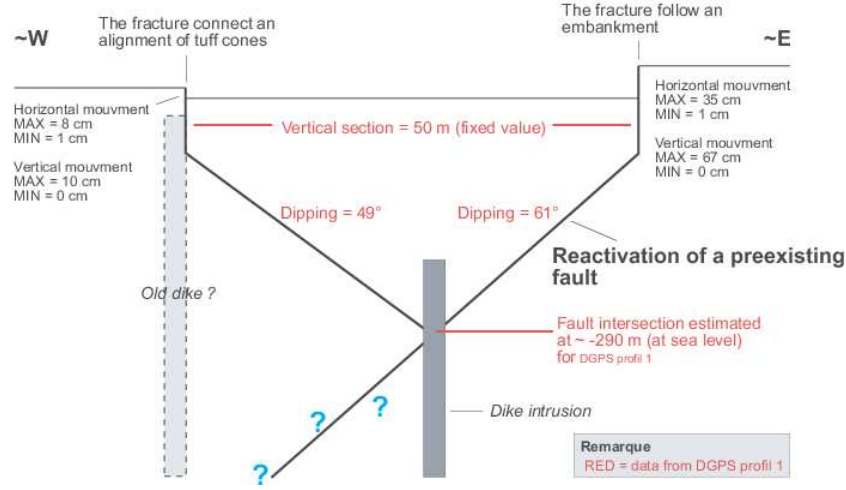 The fracture connect an
alignment of tuff cones
The fracture follow an
embankment
~W
~E
Horizontal mouvment
MAX = 8 cm
MIN = 1 cm
Vertical mouvment
MAX = 10 cm
MIN = 0 cm
Horizontal mouvment
MAX = 35 cm
MIN = 1 cm
Vertical mouvment
MAX = 67 cm
MIN = 0 cm
Vertical section = 50 m (fixed value)
Dipping = 49°
Dipping = 61°
Reactivation of a preexisting
fault
Old dike ?
Fault intersection estimated
at ~ -290 m (at sea level)
for DGPS profil 1
?
?
?
Dike intrusion
Remarque
RED = data from DGPS profil 1